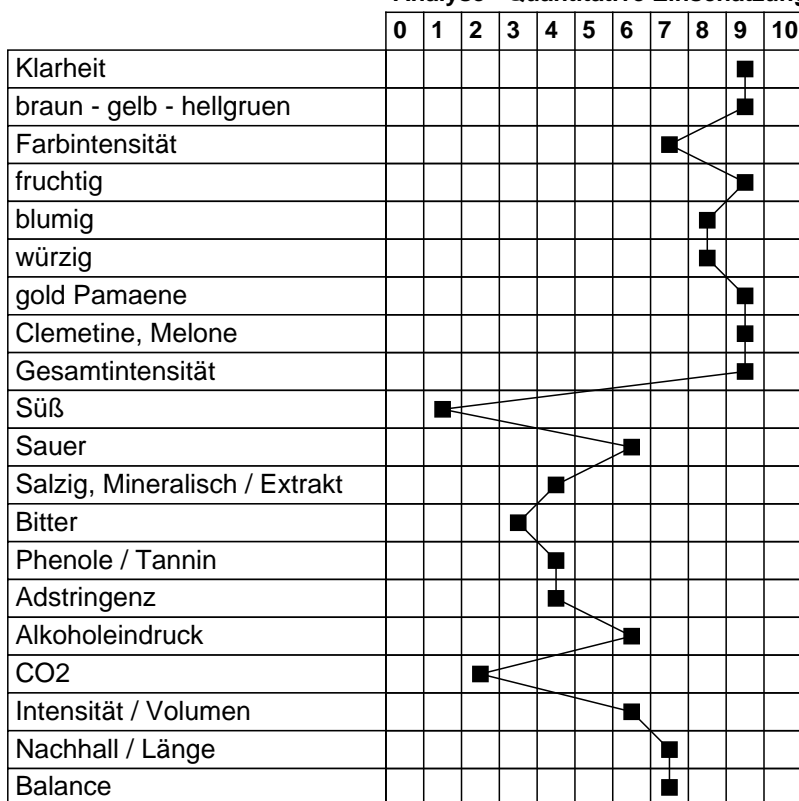 0 1 2 3 4 5 6 7 8 9 10
Klarheit
braun - gelb - hellgruen
Farbintensität
fruchtig
blumig
würzig
gold Pamaene
Clemetine, Melone
Gesamtintensität
Süß
Sauer
Salzig, Mineralisch / Extrakt
Bitter
Phenole / Tannin
Adstringenz
Alkoholeindruck
CO2
Intensität / Volumen
Nachhall / Länge
Balance